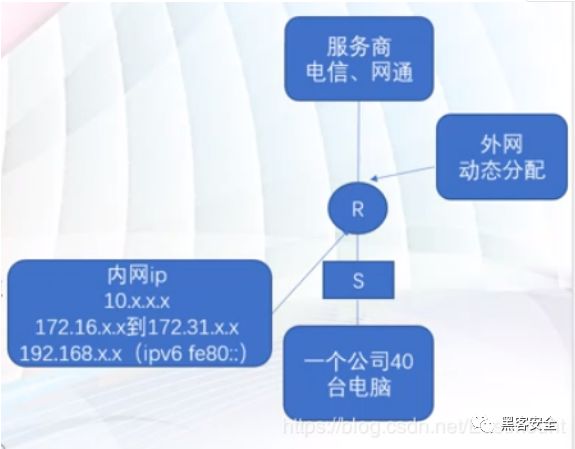 服务商
电信、网通
外网
动态分配
R
内网ip
10.x.x.x
172.16.x.x到172.31.x.x
192.168.x.x（ipv6 fe80::）
S
一个公司40
台电脑
https://blog.csdn.net/
黑客安全